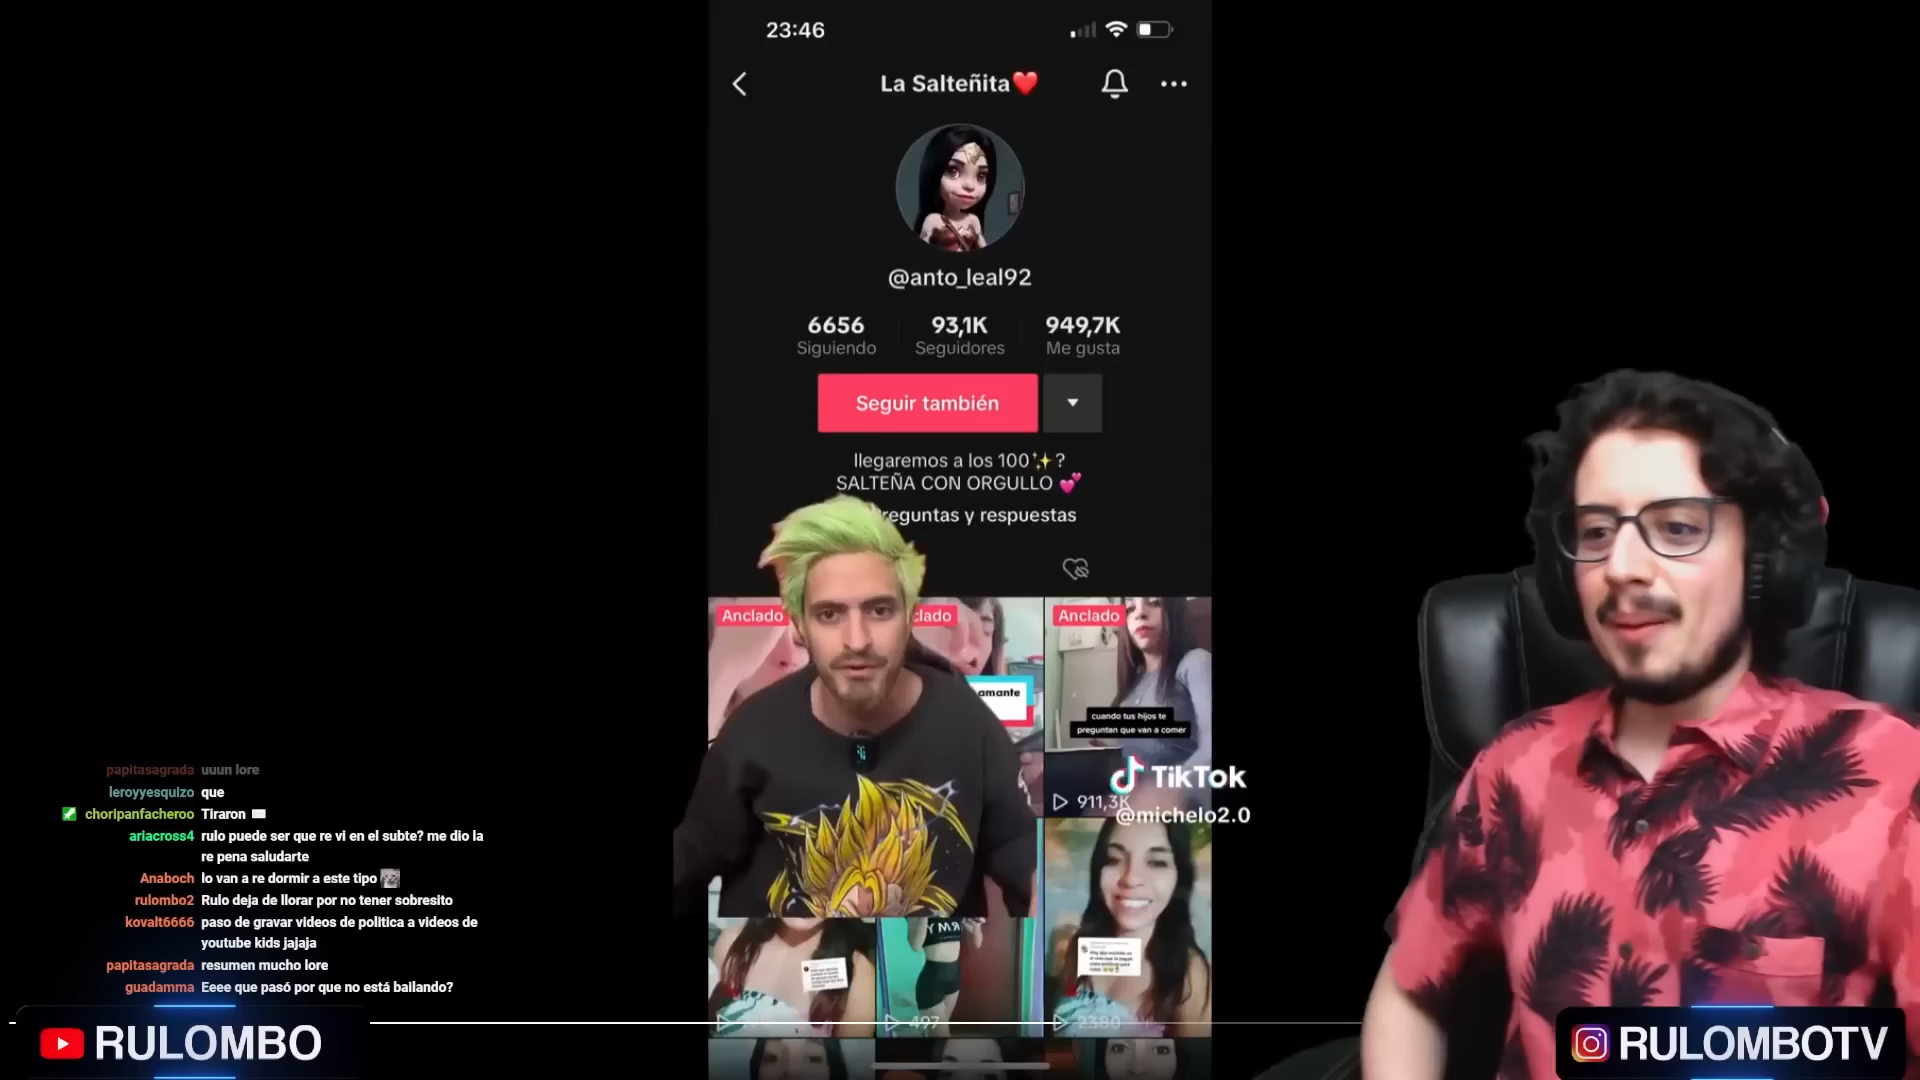 23:46
La Salteñita
@anto_leal92
6656
Siguiendo
93,1K
Seguidores
949,7K
Me gusta
Seguir también
llegaremos a los 100 ?
SALTEÑA CON ORGULLO
reguntas y respuestas
Anclado
clado
Anclado
amante
cuando tus hijos te
preguntan que van a comer
911,3K
TikTok
@michelo2.0
497
2380
papitasagrada uuun lore
leroyyesquizo que
choripanfacheroo Tiraron
ariacross4 rulo puede ser que re vi en el subte? me dio la
re pena saludarte
Anaboch lo van a re dormir a este tipo
rulombo2 Rulo deja de llorar por no tener sobresito
kovalt6666 paso de gravar videos de politica a videos de
youtube kids jajaja
papitasagrada resumen mucho lore
guadamma Eeee que pasó por que no está bailando?
RULOMBO
RULOMBOTV